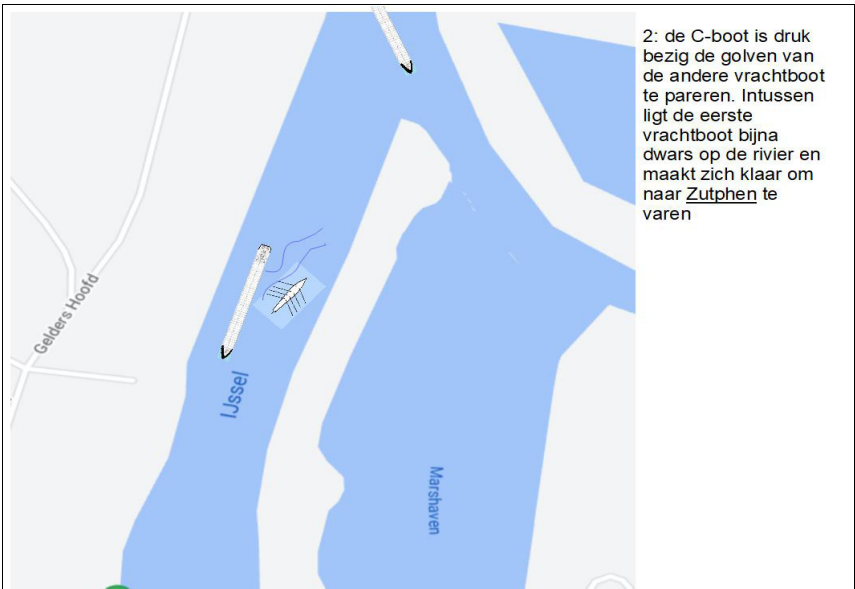 2: de C-boot is druk
bezig de golven van
de andere vrachtboot
te pareren. Intussen
ligt de eerste
vrachtboot bijna
dwars op de rivier en
maakt zich klaar om
naar Zutphen te
varen
Gelders Hoofd
IJssel
Marshaven